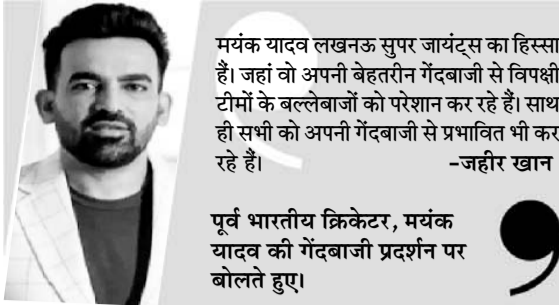 मयंक यादव लखनऊ सुपर जायंट्स का हिस्सा
हैं। जहां वो अपनी बेहतरीन गेंदबाजी से विपक्षी
टीमों के बल्लेबाजों को परेशान कर रहे हैं। साथ
ही सभी को अपनी गेंदबाजी से प्रभावित भी कर
रहे हैं। -जहीर खान
पूर्व भारतीय क्रिकेटर, मयंक
यादव की गेंदबाजी प्रदर्शन पर
बोलते हुए।